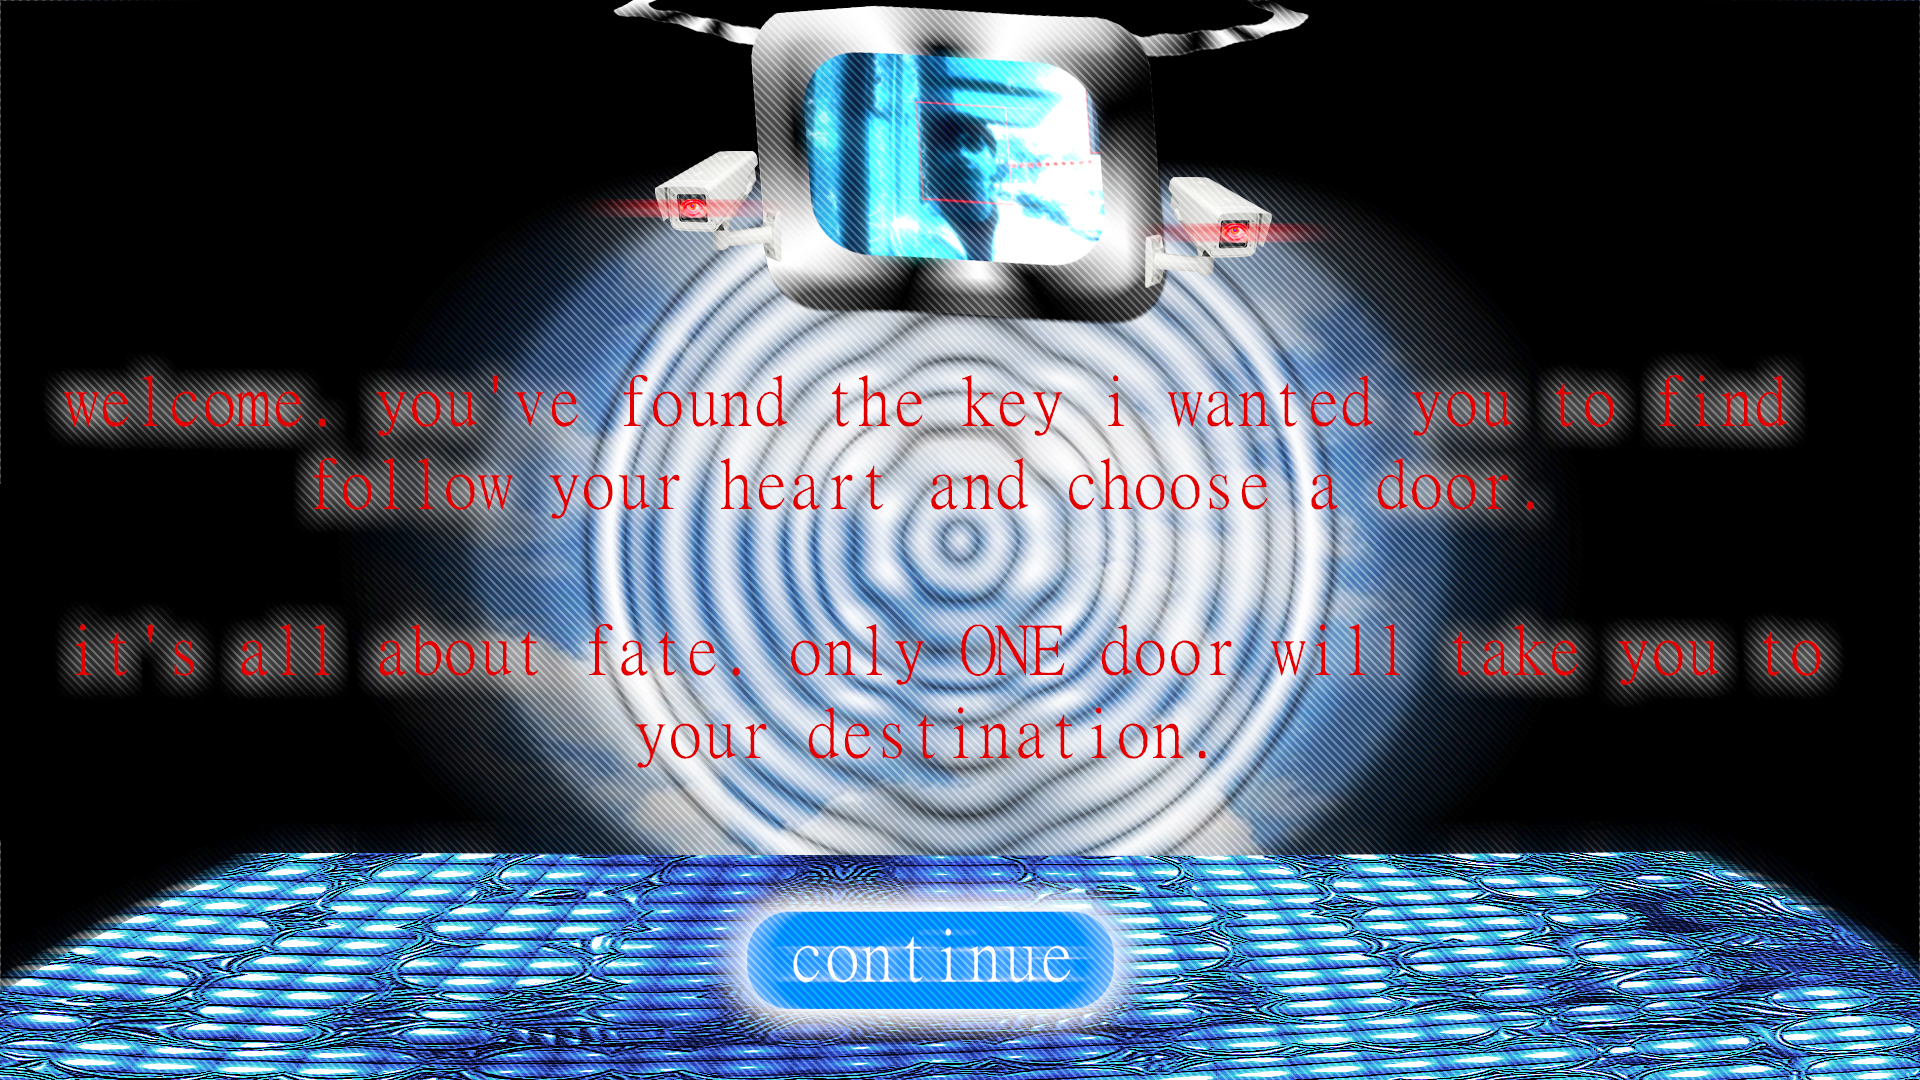 welcome. you've found the key i wanted you to find
follow your heart and choose a door.
it's all about fate. only ONE door will take you to
your destination.
continue